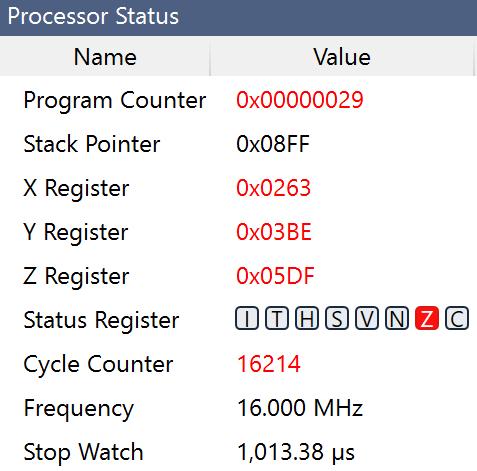 Processor Status
Name Value
Program Counter 0x00000029
Stack Pointer 0x08FF
X Register 0x0263
Y Register 0x03BE
Z Register 0x05DF
Status Register I T H S V N Z C
Cycle Counter 16214
Frequency 16.000 MHz
Stop Watch 1,013.38 µs